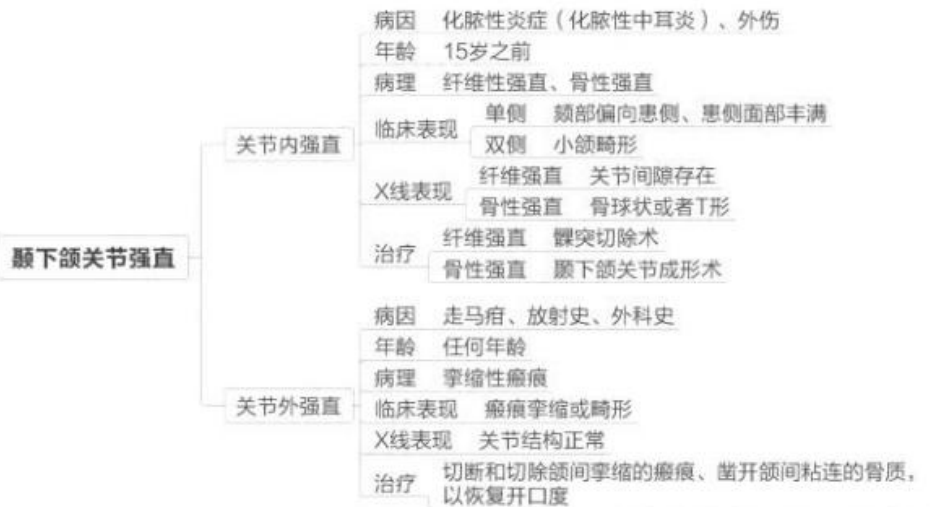 颞下颌关节强直
关节内强直
病因 化脓性炎症（化脓性中耳炎）、外伤
年龄 15岁之前
病理 纤维性强直、骨性强直
临床表现
单侧 颏部偏向患侧、患侧面部丰满
双侧 小颌畸形
X线表现
纤维强直 关节间隙存在
骨性强直 骨球状或者T形
治疗
纤维强直 髁突切除术
骨性强直 颞下颌关节成形术
关节外强直
病因 走马疳、放射史、外科史
年龄 任何年龄
病理 挛缩性瘢痕
临床表现 瘢痕挛缩或畸形
X线表现 关节结构正常
治疗
切断和切除颌间挛缩的瘢痕、凿开颌间粘连的骨质，
以恢复开口度